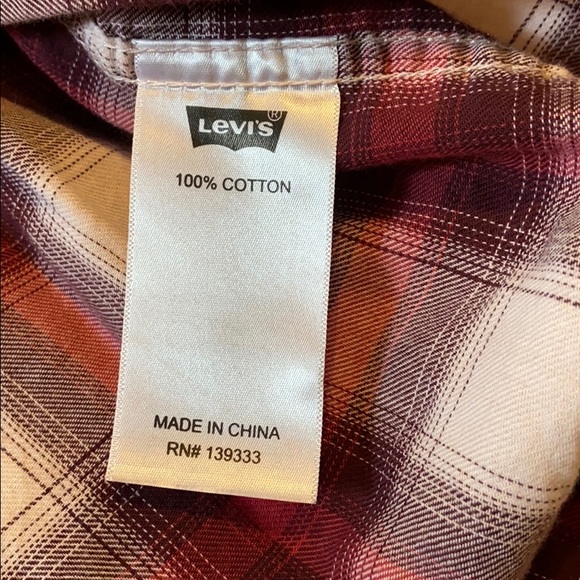 Levi's®
100% COTTON
MADE IN CHINA
RN# 139333